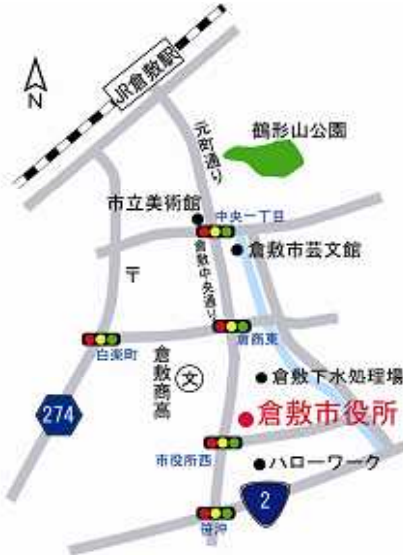 JR倉敷駅
N
元町通り
鶴形山公園
市立美術館
中央一丁目
倉敷市芸文館
倉敷中央通り
〒
倉商東
白楽町
倉敷商高
文
倉敷下水処理場
274
倉敷市役所
市役所西
ハローワーク
2
笹沖